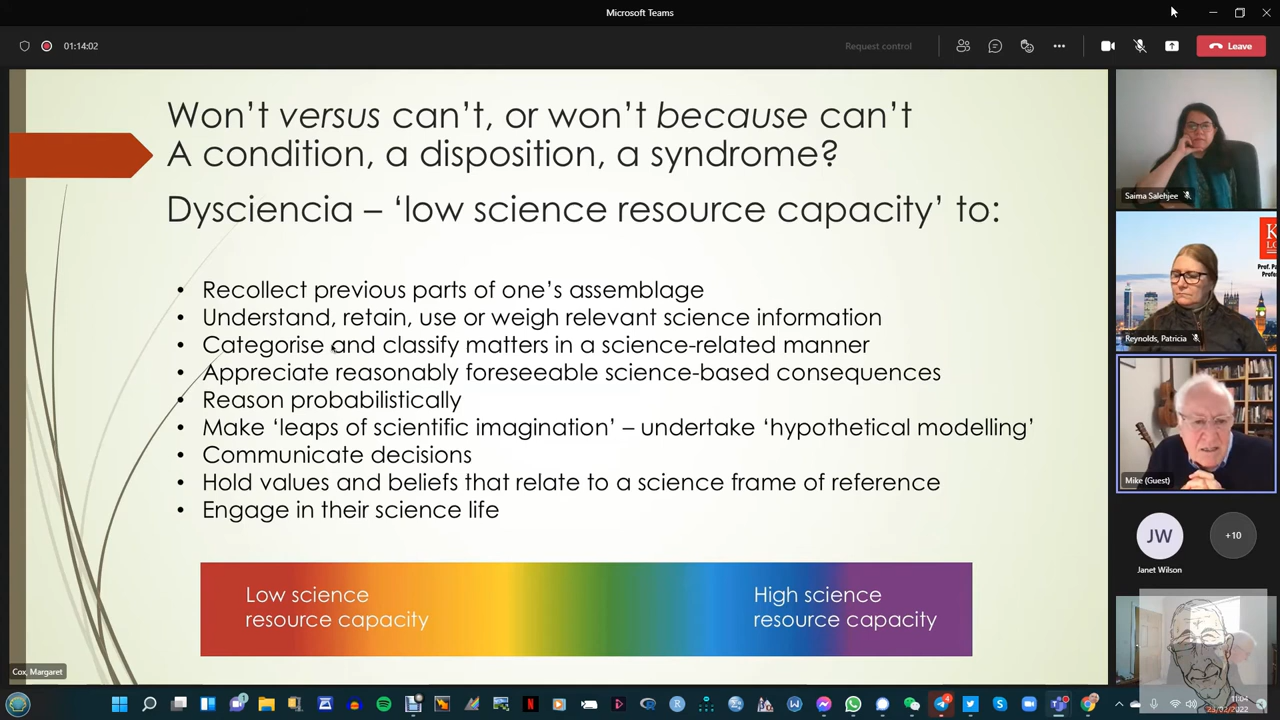 Microsoft Teams
01:14:02
Request control
Leave
Won't versus can't, or won't because can't
A condition, a disposition, a syndrome?
Dysciencia – 'low science resource capacity' to:
• Recollect previous parts of one's assemblage
• Understand, retain, use or weigh relevant science information
• Categorise and classify matters in a science-related manner
• Appreciate reasonably foreseeable science-based consequences
• Reason probabilistically
• Make 'leaps of scientific imagination' – undertake 'hypothetical modelling'
• Communicate decisions
• Hold values and beliefs that relate to a science frame of reference
• Engage in their science life
Low science
resource capacity
High science
resource capacity
Cox, Margaret
Saima Salehjee
Reynolds, Patricia
Mike (Guest)
JW
+10
Janet Wilson
11:04
23/02/2022